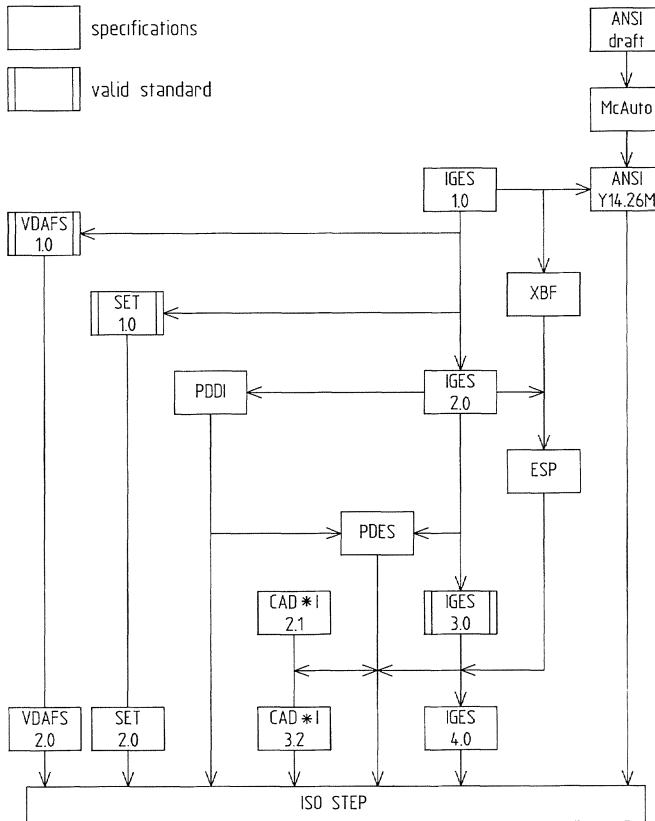 specifications
valid standard
ANSI
draft
McAuto
IGES
1.0
ANSI
Y14.26M
VDAFS
1.0
XBF
SET
1.0
PDDI
IGES
2.0
ESP
PDES
CAD*I
2.1
IGES
3.0
VDAFS
2.0
SET
2.0
CAD*I
3.2
IGES
4.0
ISO STEP